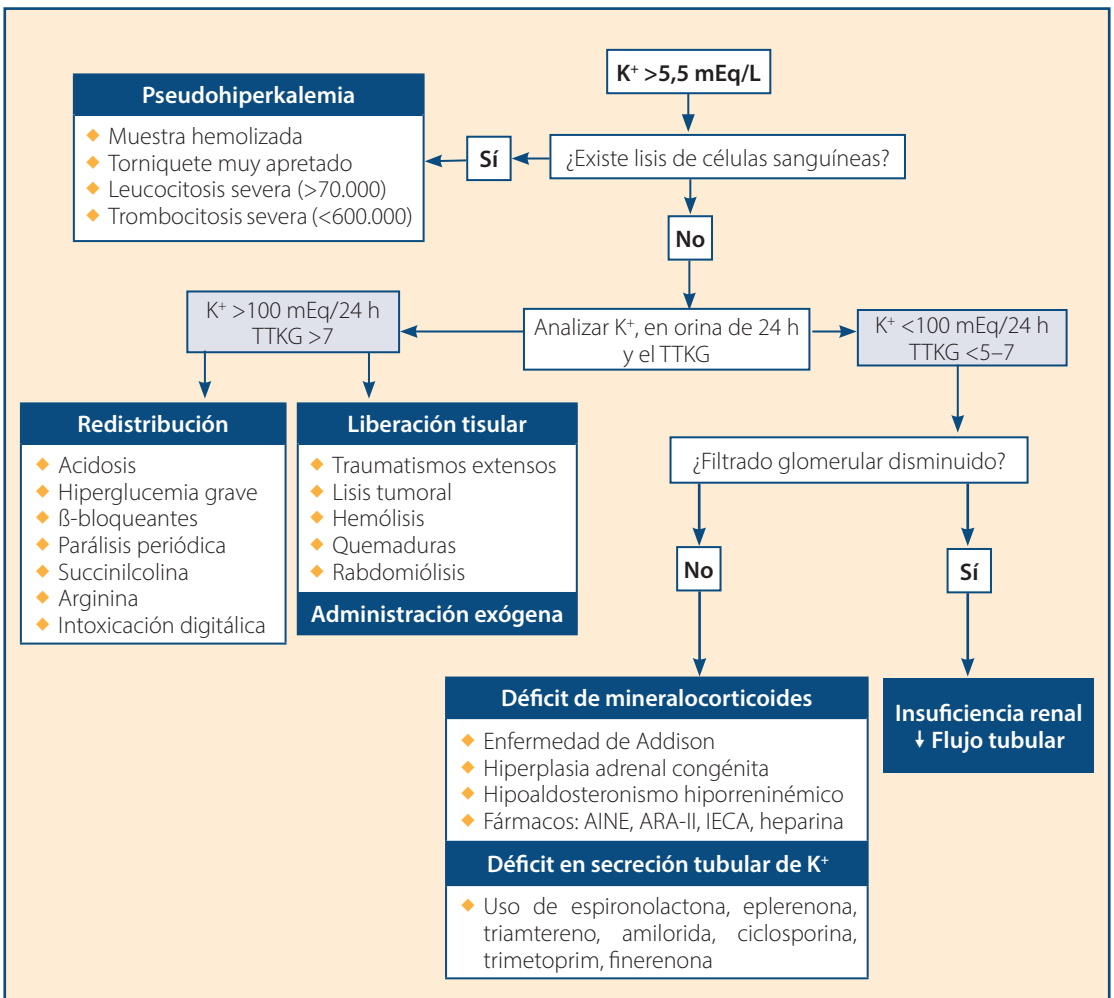 K⁺ >5,5 mEq/L
Pseudohiperkalemia
◆ Muestra hemolizada
◆ Torniquete muy apretado
◆ Leucocitosis severa (>70.000)
◆ Trombocitosis severa (<600.000)
Sí
¿Existe lisis de células sanguíneas?
No
K⁺ >100 mEq/24 h
TTKG >7
Analizar K⁺, en orina de 24 h
y el TTKG
K⁺ <100 mEq/24 h
TTKG <5–7
Redistribución
◆ Acidosis
◆ Hiperglucemia grave
◆ ß-bloqueantes
◆ Parálisis periódica
◆ Succinilcolina
◆ Arginina
◆ Intoxicación digitálica
Liberación tisular
◆ Traumatismos extensos
◆ Lisis tumoral
◆ Hemólisis
◆ Quemaduras
◆ Rabdomiólisis
Administración exógena
¿Filtrado glomerular disminuido?
No
Sí
Déficit de mineralocorticoides
◆ Enfermedad de Addison
◆ Hiperplasia adrenal congénita
◆ Hipoaldosteronismo hiporreninémico
◆ Fármacos: AINE, ARA-II, IECA, heparina
Déficit en secreción tubular de K⁺
◆ Uso de espironolactona, eplerenona,
triamtereno, amilorida, ciclosporina,
trimetoprim, finerenona
Insuficiencia renal
↓ Flujo tubular